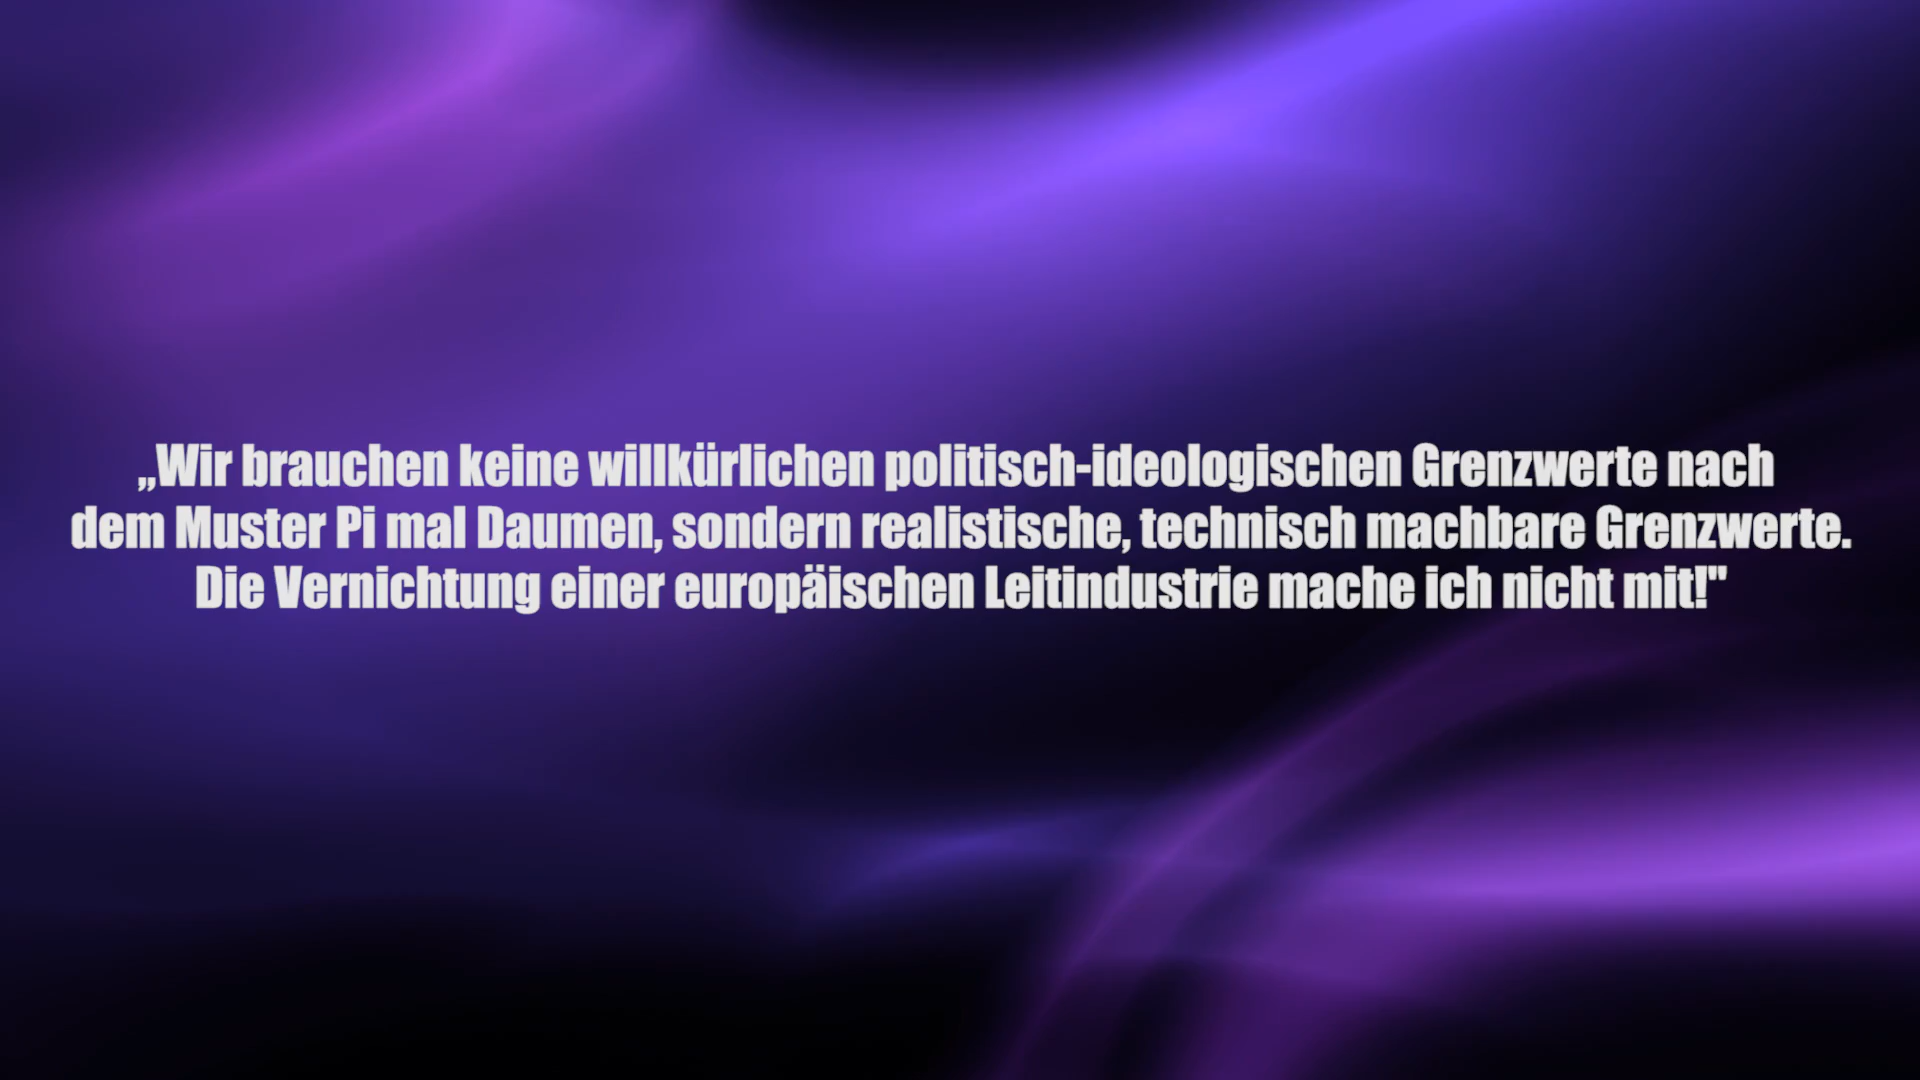 „Wir brauchen keine willkürlichen politisch-ideologischen Grenzwerte nach
dem Muster Pi mal Daumen, sondern realistische, technisch machbare Grenzwerte.
Die Vernichtung einer europäischen Leitindustrie mache ich nicht mit!"